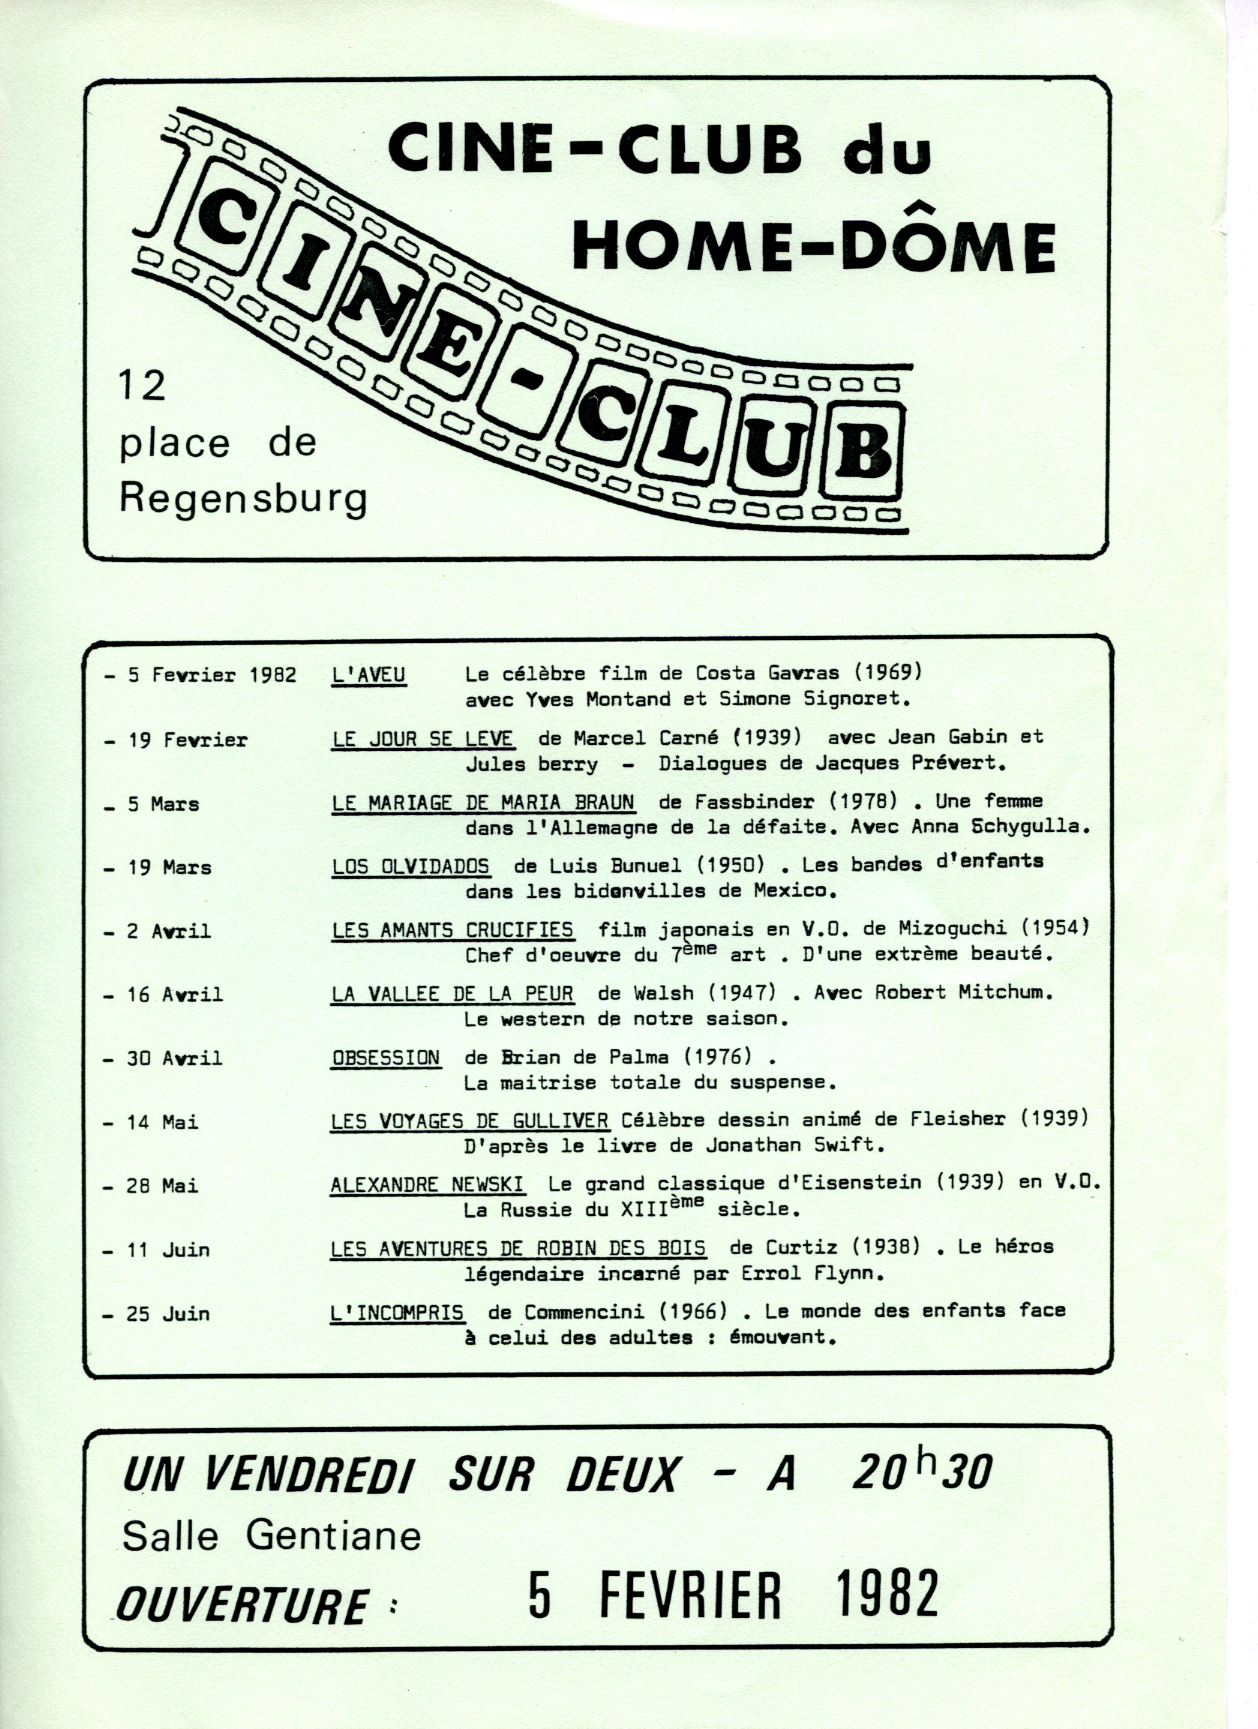 CINE-CLUB du
HOME-DÔME
CINE-CLUB
12
place de
Regensburg
- 5 Fevrier 1982 L'AVEU Le célèbre film de Costa Gavras (1969)
avec Yves Montand et Simone Signoret.
- 19 Fevrier LE JOUR SE LEVE de Marcel Carné (1939) avec Jean Gabin et
Jules berry - Dialogues de Jacques Prévert.
- 5 Mars LE MARIAGE DE MARIA BRAUN de Fassbinder (1978) . Une femme
dans l'Allemagne de la défaite. Avec Anna Schygulla.
- 19 Mars LOS OLVIDADOS de Luis Bunuel (1950) . Les bandes d'enfants
dans les bidonvilles de Mexico.
- 2 Avril LES AMANTS CRUCIFIES film japonais en V.O. de Mizoguchi (1954)
Chef d'oeuvre du 7ème art . D'une extrème beauté.
- 16 Avril LA VALLEE DE LA PEUR de Walsh (1947) . Avec Robert Mitchum.
Le western de notre saison.
- 30 Avril OBSESSION de Brian de Palma (1976) .
La maitrise totale du suspense.
- 14 Mai LES VOYAGES DE GULLIVER Célèbre dessin animé de Fleisher (1939)
D'après le livre de Jonathan Swift.
- 28 Mai ALEXANDRE NEWSKI Le grand classique d'Eisenstein (1939) en V.O.
La Russie du XIIIème siècle.
- 11 Juin LES AVENTURES DE ROBIN DES BOIS de Curtiz (1938) . Le héros
légendaire incarné par Errol Flynn.
- 25 Juin L'INCOMPRIS de Commencini (1966) . Le monde des enfants face
à celui des adultes : émouvant.
UN VENDREDI SUR DEUX - A 20h30
Salle Gentiane
OUVERTURE : 5 FEVRIER 1982